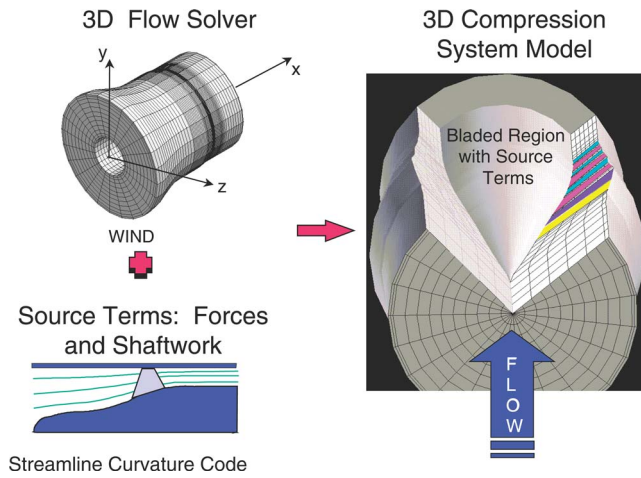 3D Flow Solver
y
x
z
WIND
Source Terms: Forces
and Shaftwork
Streamline Curvature Code
3D Compression
System Model
Bladed Region
with Source
Terms
FLOW